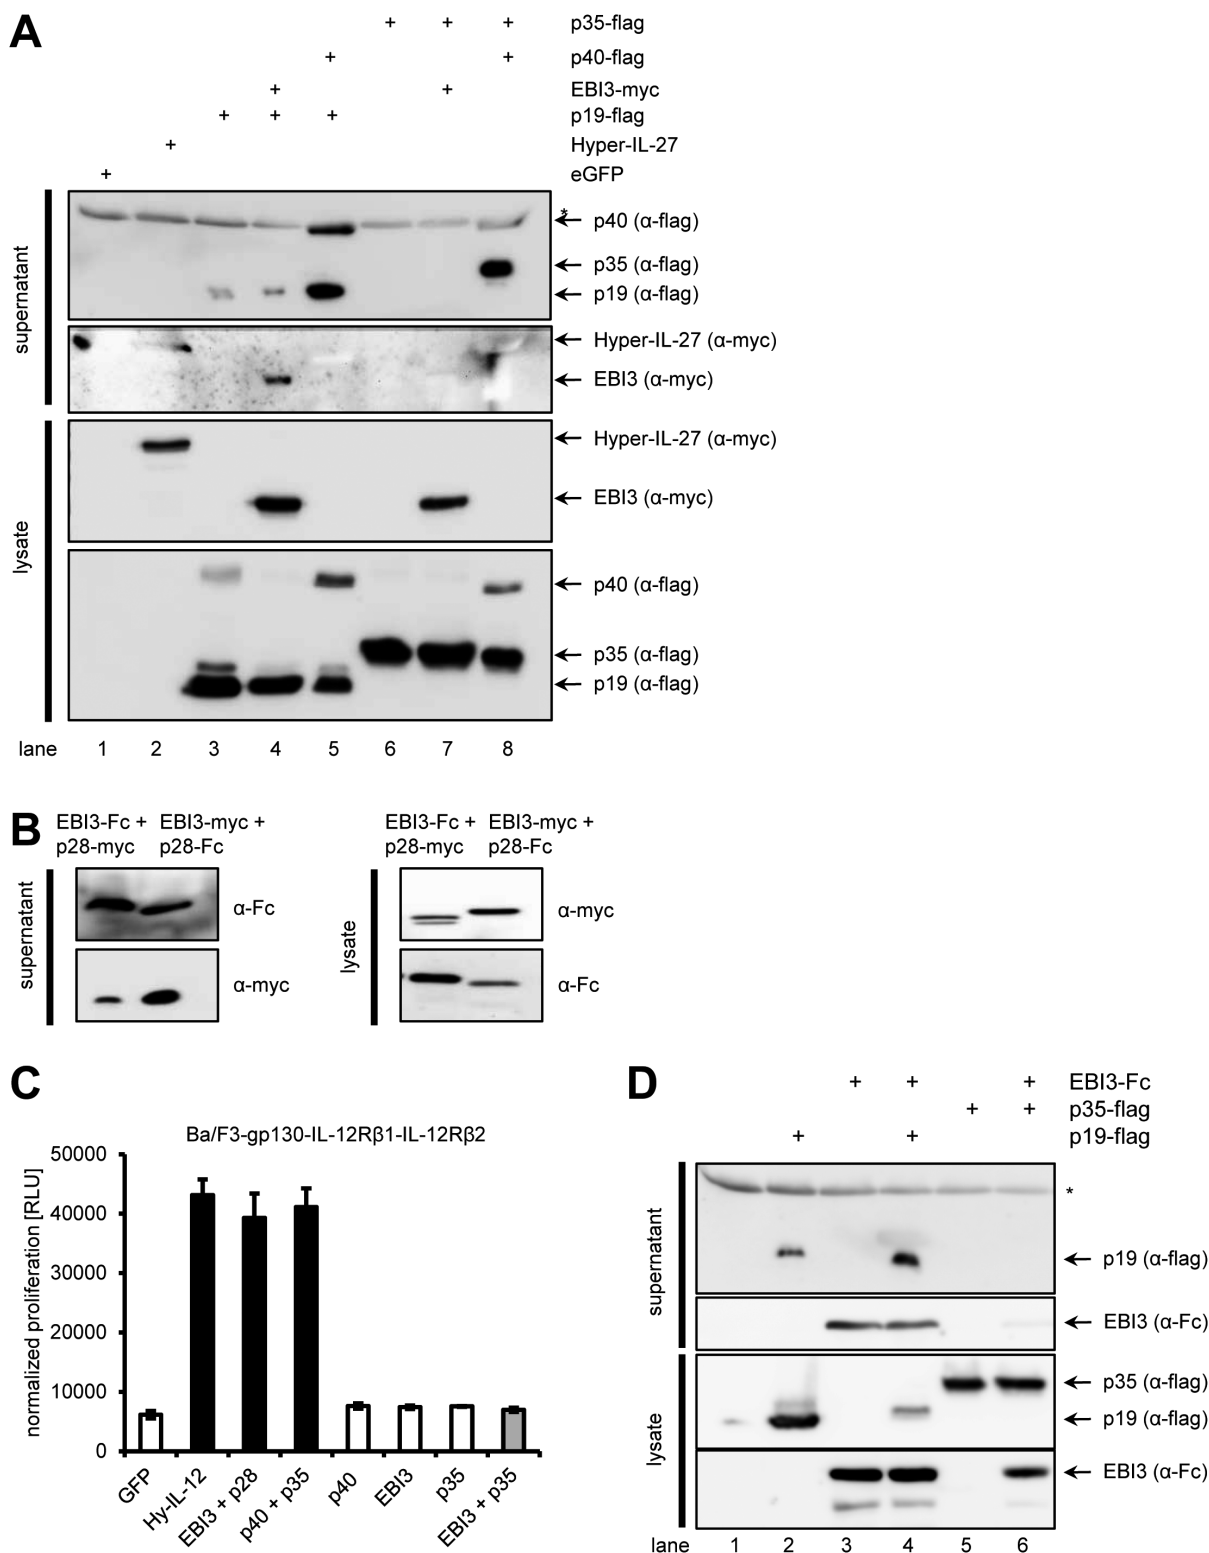 A
+ + + p35-flag
+ + p40-flag
+ + EBI3-myc
+ + + p19-flag
+ Hyper-IL-27
+ eGFP
supernatant
*
p40 (α-flag)
p35 (α-flag)
p19 (α-flag)
Hyper-IL-27 (α-myc)
EBI3 (α-myc)
lysate
Hyper-IL-27 (α-myc)
EBI3 (α-myc)
p40 (α-flag)
p35 (α-flag)
p19 (α-flag)
lane 1 2 3 4 5 6 7 8
B
EBI3-Fc + EBI3-myc +
p28-myc p28-Fc
supernatant
α-Fc
α-myc
EBI3-Fc + EBI3-myc +
p28-myc p28-Fc
lysate
α-myc
α-Fc
C
Ba/F3-gp130-IL-12Rβ1-IL-12Rβ2
normalized proliferation [RLU]
50000
40000
30000
20000
10000
0
GFP
Hy-IL-12
EBI3 + p28
p40 + p35
p40
EBI3
p35
EBI3 + p35
D
+ + + EBI3-Fc
+ + p35-flag
+ + p19-flag
supernatant
*
p19 (α-flag)
EBI3 (α-Fc)
lysate
p35 (α-flag)
p19 (α-flag)
EBI3 (α-Fc)
lane 1 2 3 4 5 6